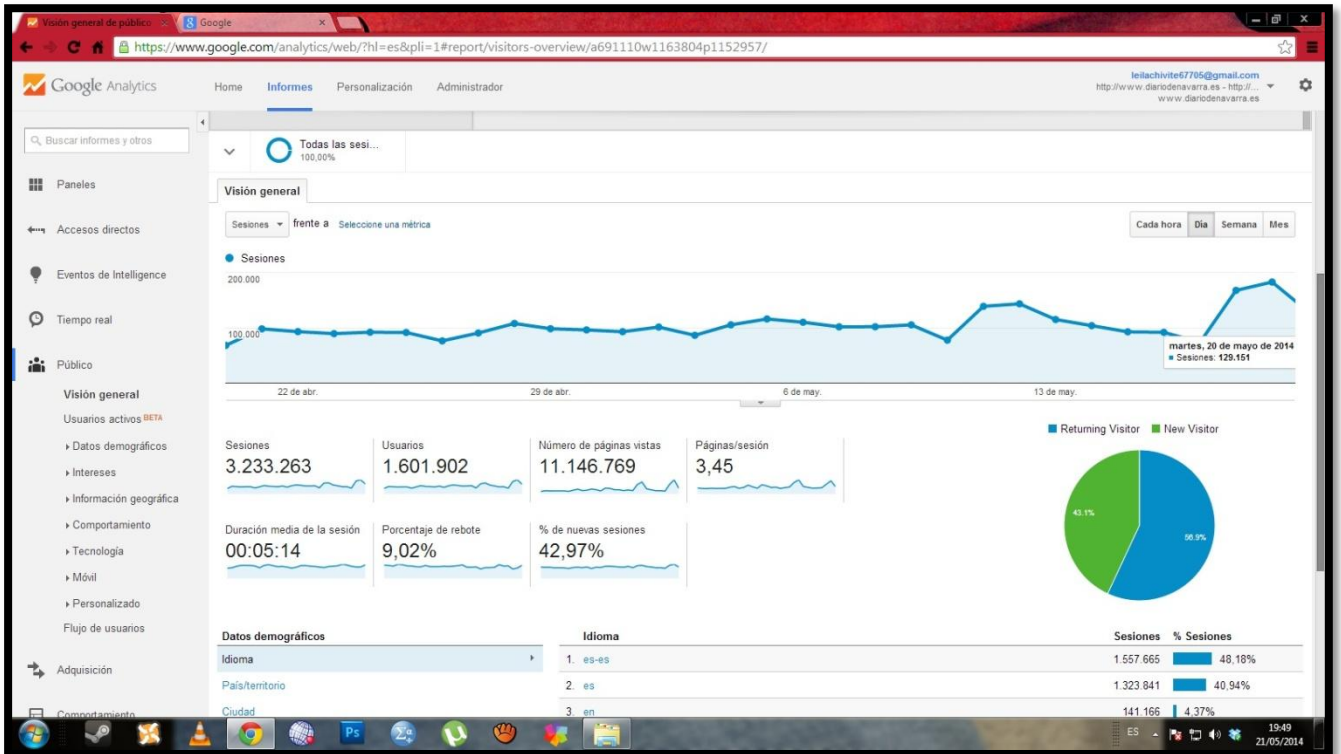 Visión general de público
Google
https://www.google.com/analytics/web/?hl=es&pli=1#report/visitors-overview/a691110w1163804p1152957/
Google Analytics
Home Informes Personalización Administrador
leilachivite67705@gmail.com
http://www.diariodenavarra.es - http://...
www.diariodenavarra.es
Buscar informes y otros
Todas las sesi...
100,00%
Paneles
Accesos directos
Eventos de Intelligence
Tiempo real
Público
Visión general
Usuarios activos BETA
Datos demográficos
Intereses
Información geográfica
Comportamiento
Tecnología
Móvil
Personalizado
Flujo de usuarios
Adquisición
Comportamiento
Visión general
Sesiones frente a Seleccione una métrica
Cada hora Día Semana Mes
Sesiones
200.000
100.000
martes, 20 de mayo de 2014
Sesiones: 129.151
22 de abr. 29 de abr. 6 de may. 13 de may.
Returning Visitor New Visitor
Sesiones Usuarios Número de páginas vistas Páginas/sesión
3.233.263 1.601.902 11.146.769 3,45
43.1%
56.9%
Duración media de la sesión Porcentaje de rebote % de nuevas sesiones
00:05:14 9,02% 42,97%
Datos demográficos Idioma Sesiones % Sesiones
Idioma 1. es-es 1.557.665 48,18%
País/territorio 2. es 1.323.841 40,94%
Ciudad 3. en 141.166 4,37%
Ps
ES
19:49
21/05/2014